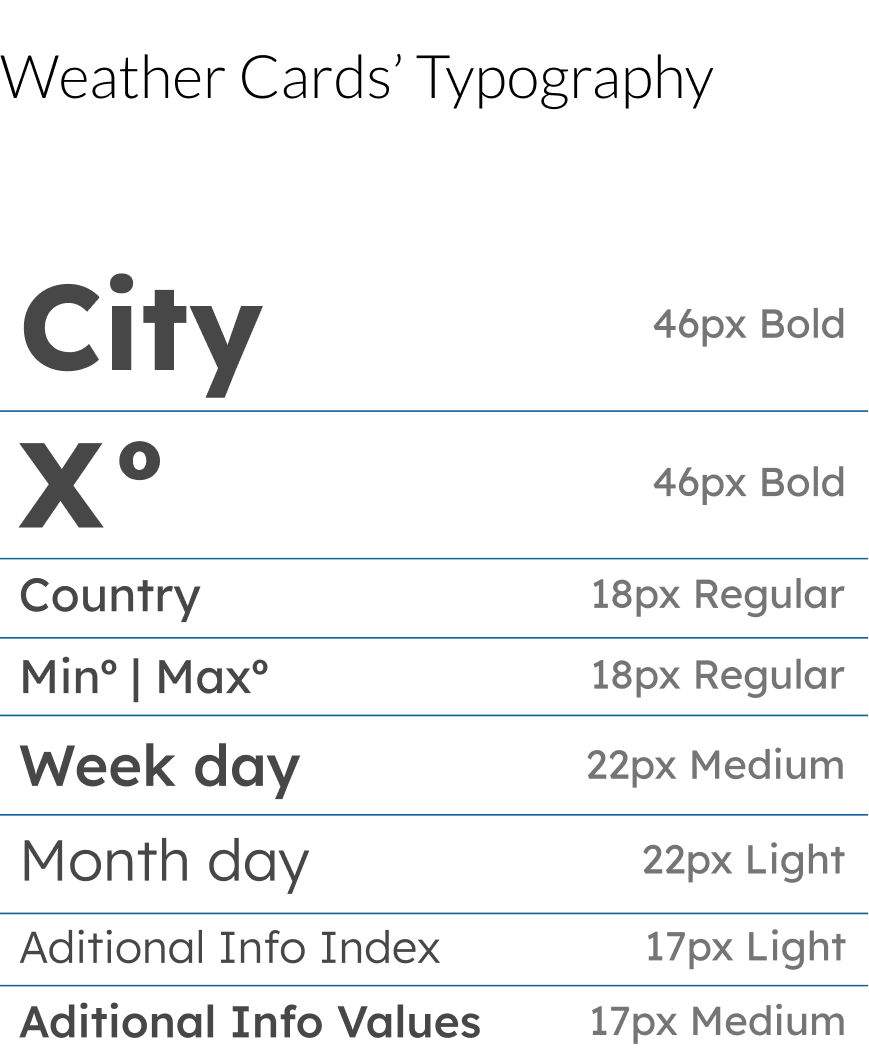 Weather Cards’ Typography
City 46px Bold
Xº 46px Bold
Country 18px Regular
Minº | Maxº 18px Regular
Week day 22px Medium
Month day 22px Light
Aditional Info Index 17px Light
Aditional Info Values 17px Medium